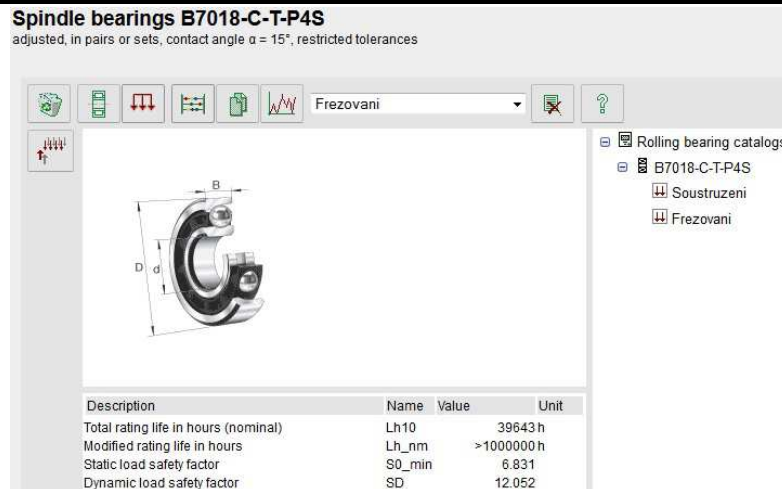 Spindle bearings B7018-C-T-P4S
adjusted, in pairs or sets, contact angle α = 15°, restricted tolerances
Frezovani
Rolling bearing catalogs
B7018-C-T-P4S
Soustruzeni
Frezovani
B
D
d
Description Name Value Unit
Total rating life in hours (nominal) Lh10 39643 h
Modified rating life in hours Lh_nm >1000000 h
Static load safety factor S0_min 6.831
Dynamic load safety factor SD 12.052